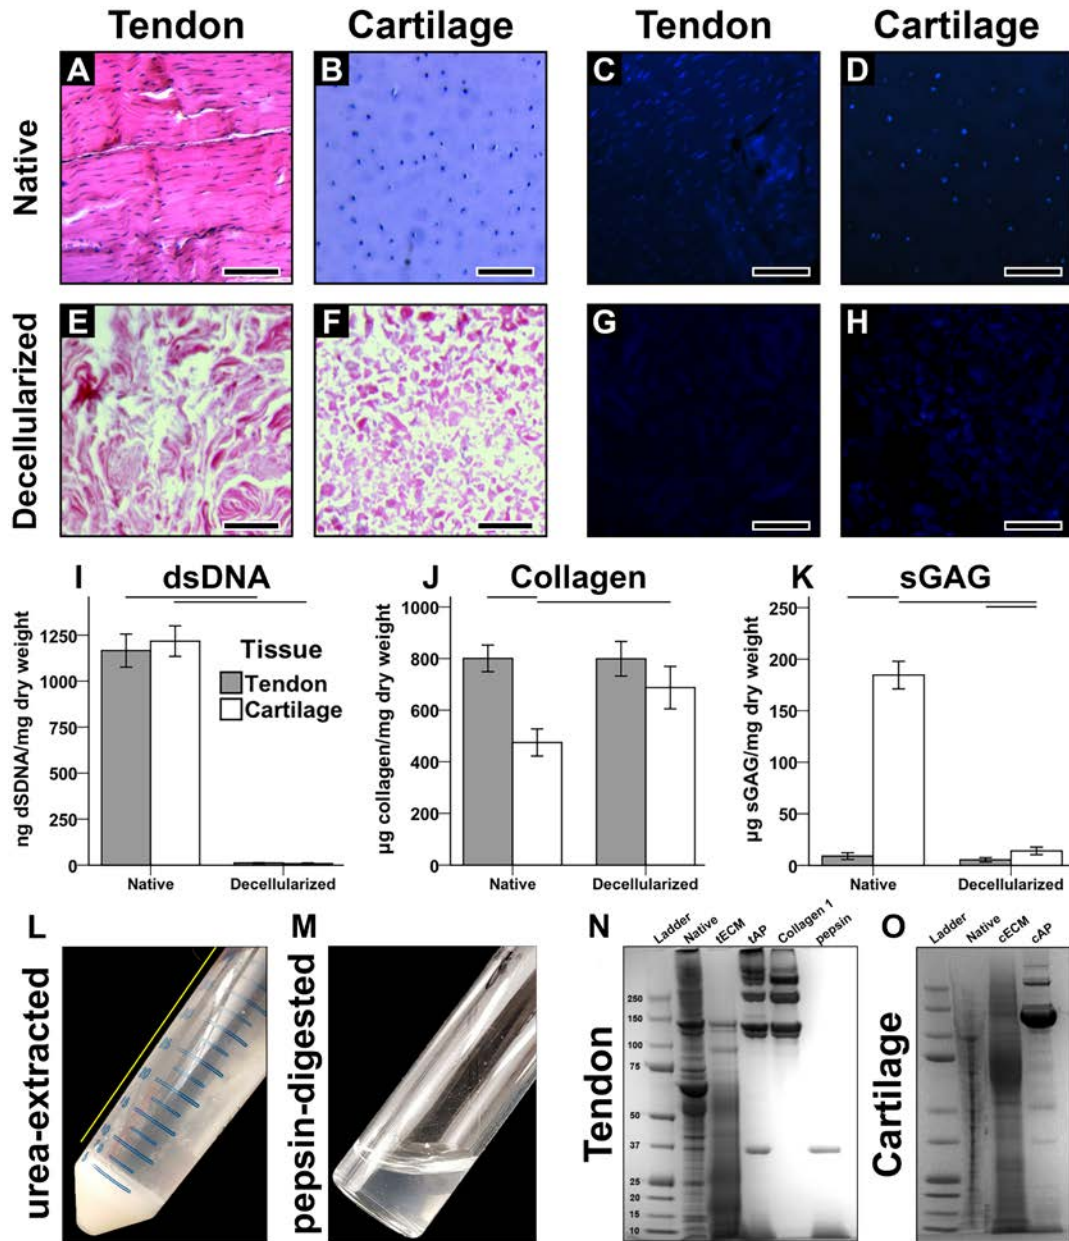 Tendon Cartilage Tendon Cartilage
Native
A B C D
Decellularized
E F G H
I dsDNA
ng dSDNA/mg dry weight
1250
1000
750
500
250
0
Tissue
Tendon
Cartilage
Native Decellularized
J Collagen
µg collagen/mg dry weight
1000
800
600
400
200
0
Native Decellularized
K sGAG
µg sGAG/mg dry weight
250
200
150
100
50
0
Native Decellularized
L
urea-extracted
M
pepsin-digested
N
Tendon
Ladder Native tECM tAP Collagen 1 pepsin
250
150
100
75
50
37
25
20
15
10
O
Cartilage
Ladder Native cECM cAP